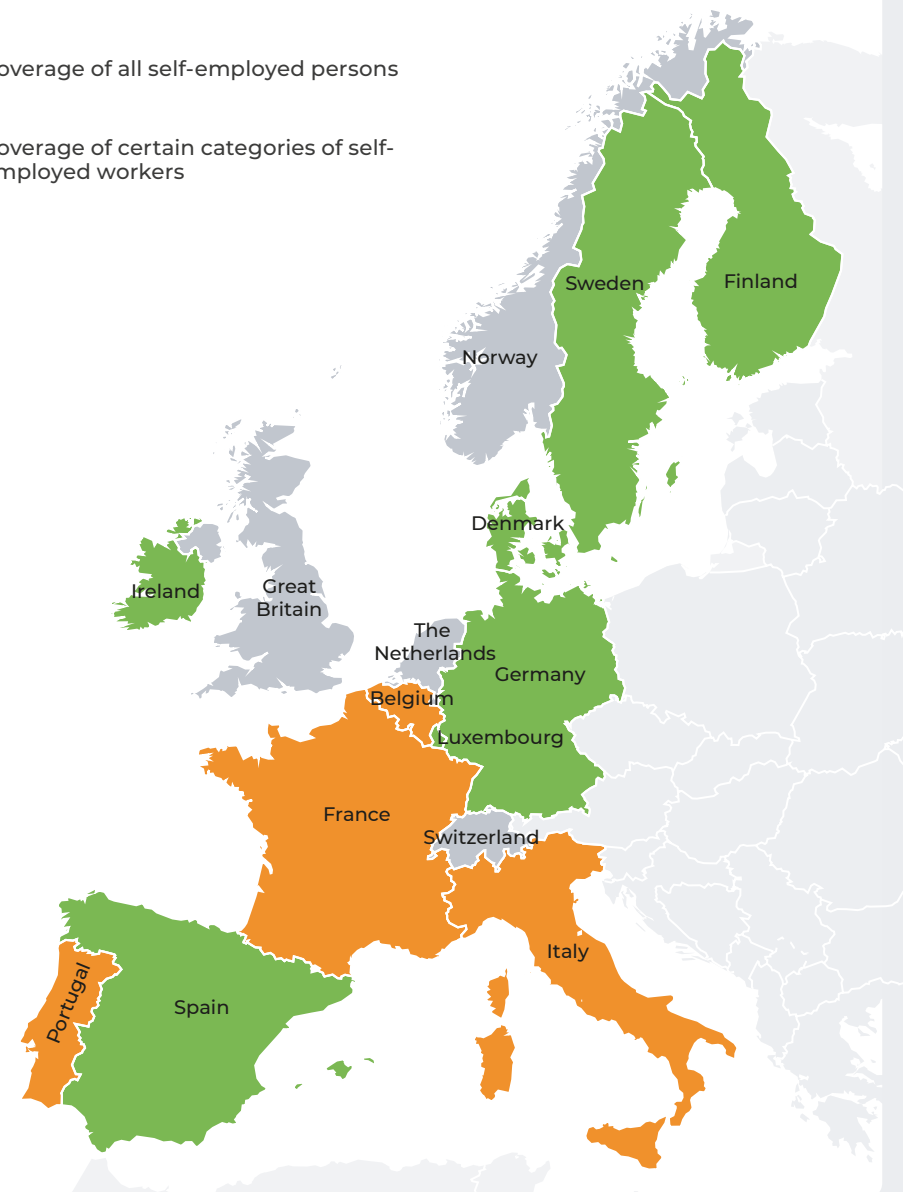 overage of all self-employed persons
overage of certain categories of self-
mployed workers
Sweden
Finland
Norway
Denmark
Ireland
Great
Britain
The
Netherlands
Germany
Belgium
Luxembourg
France
Switzerland
Italy
Portugal
Spain